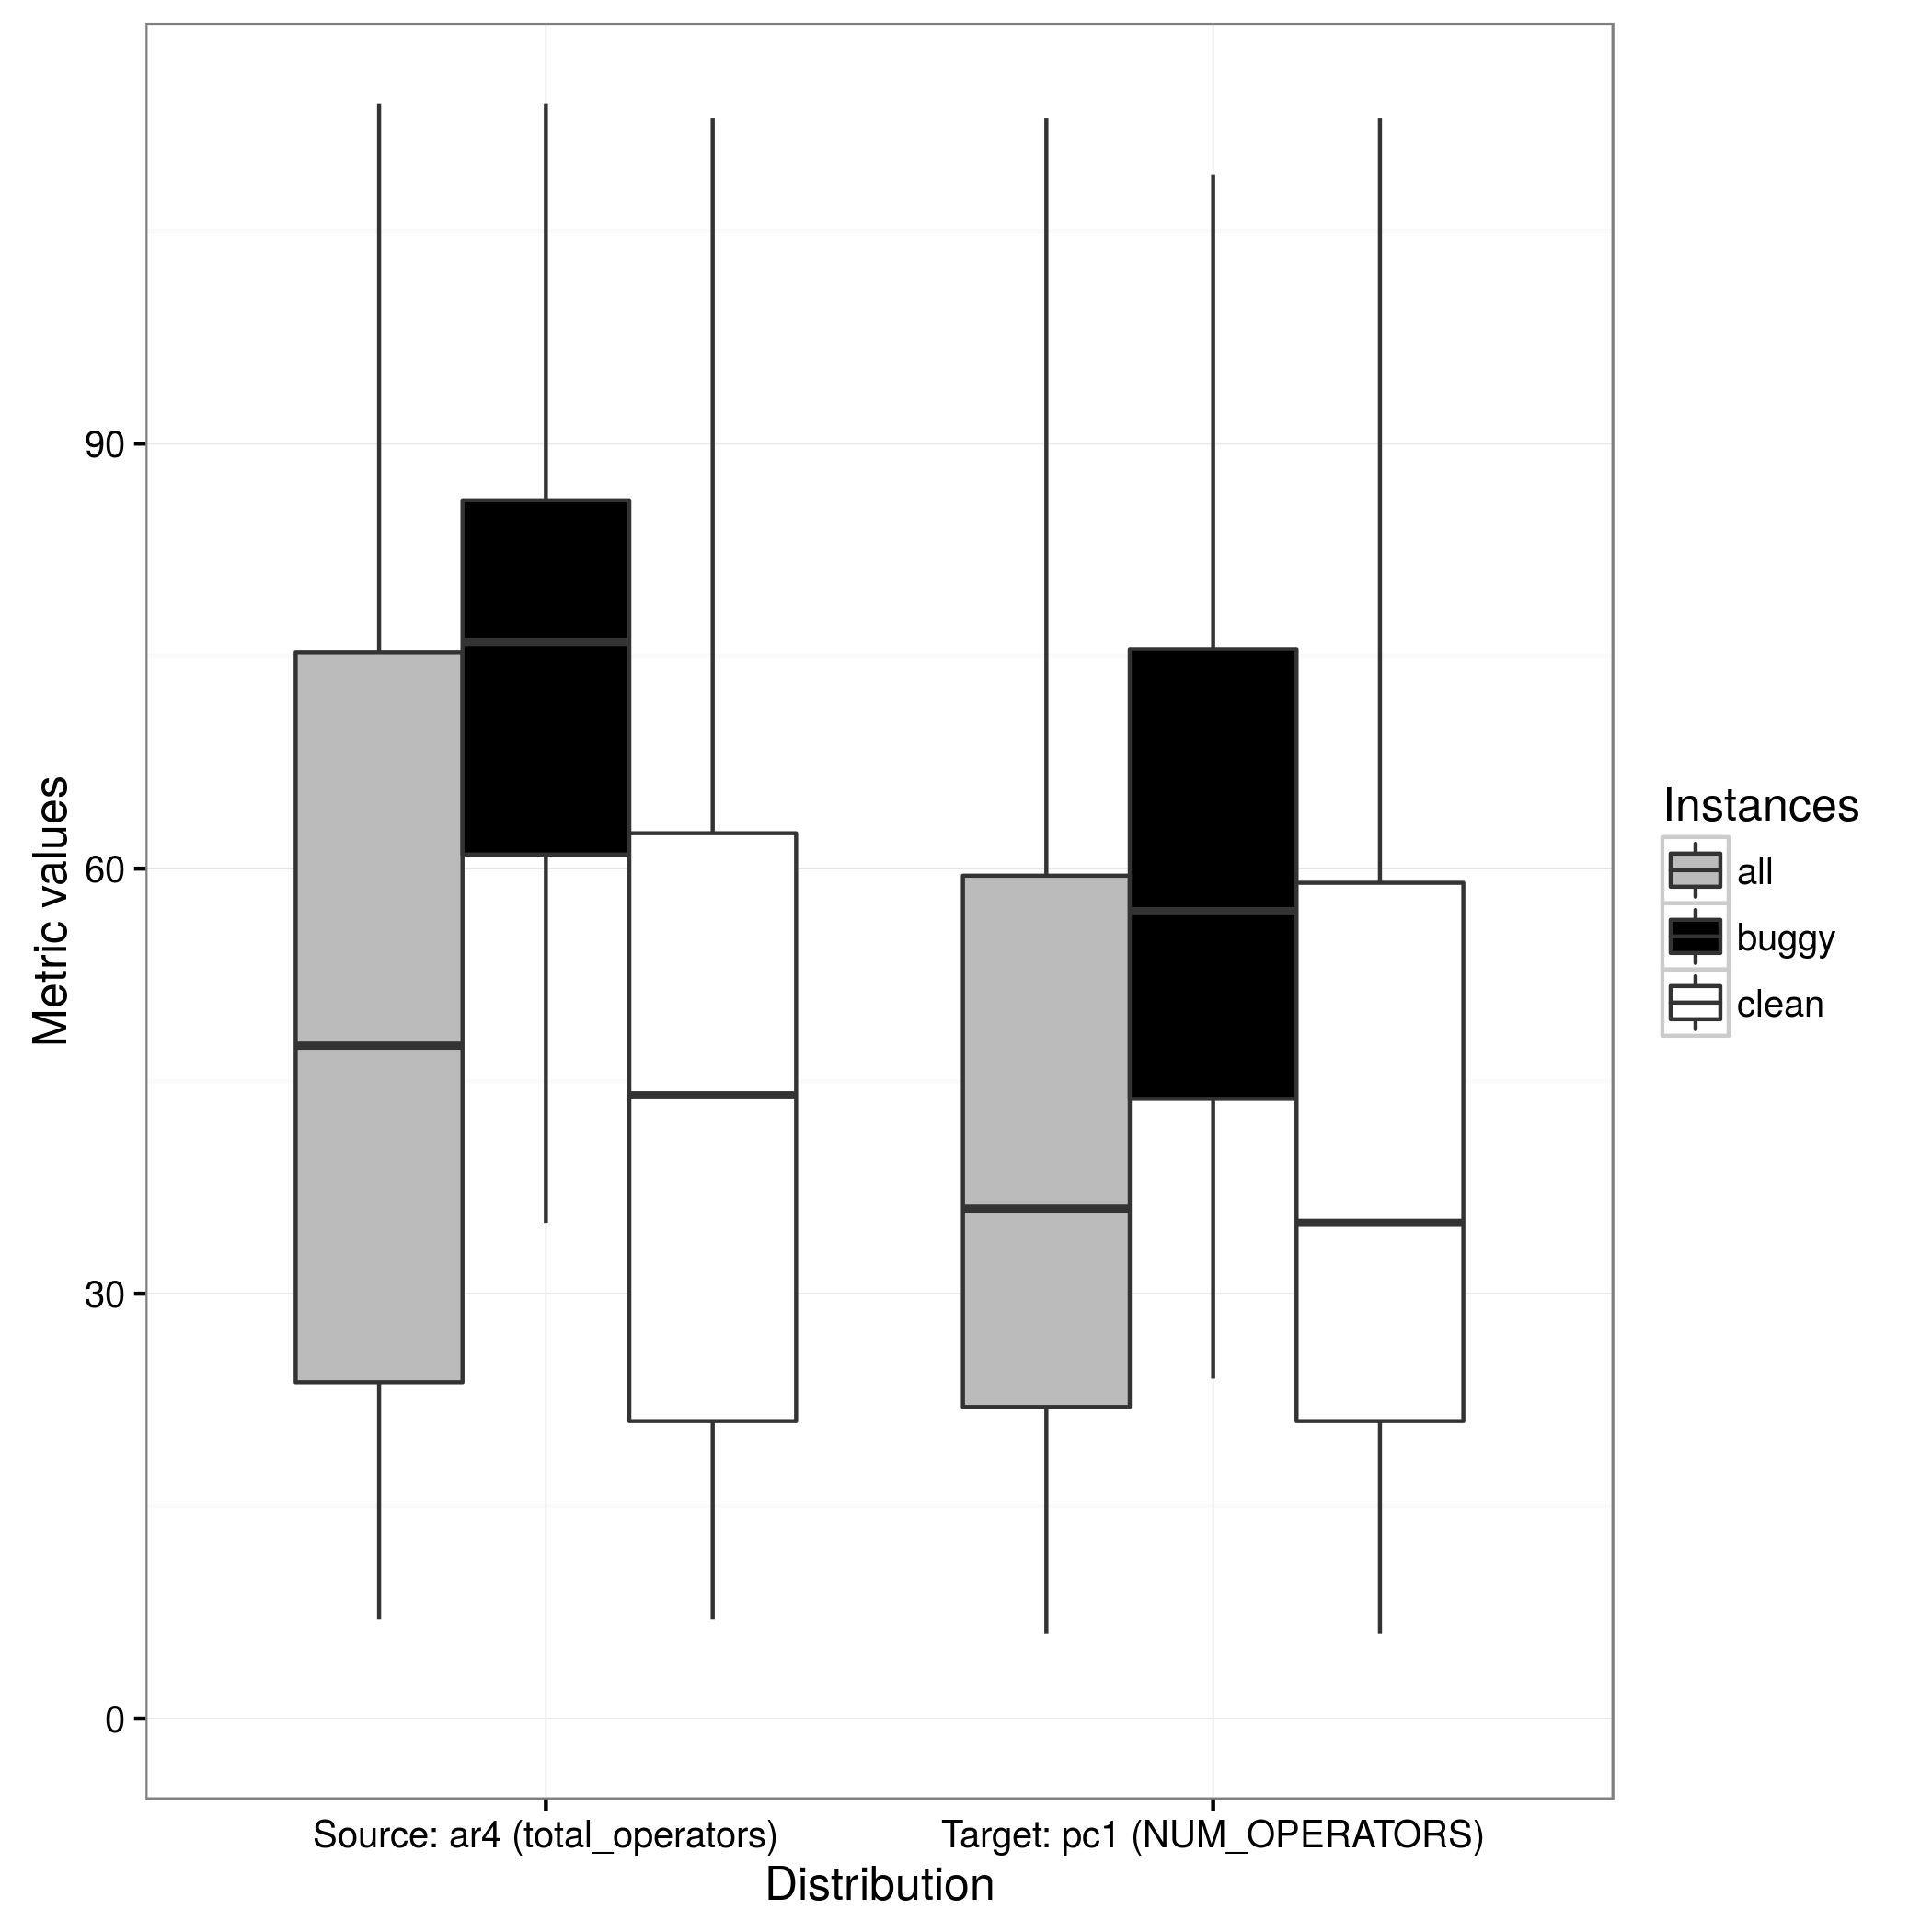 Metric values
90
60
30
0
Source: ar4 (total_operators)
Target: pc1 (NUM_OPERATORS)
Distribution
Instances
all
buggy
clean